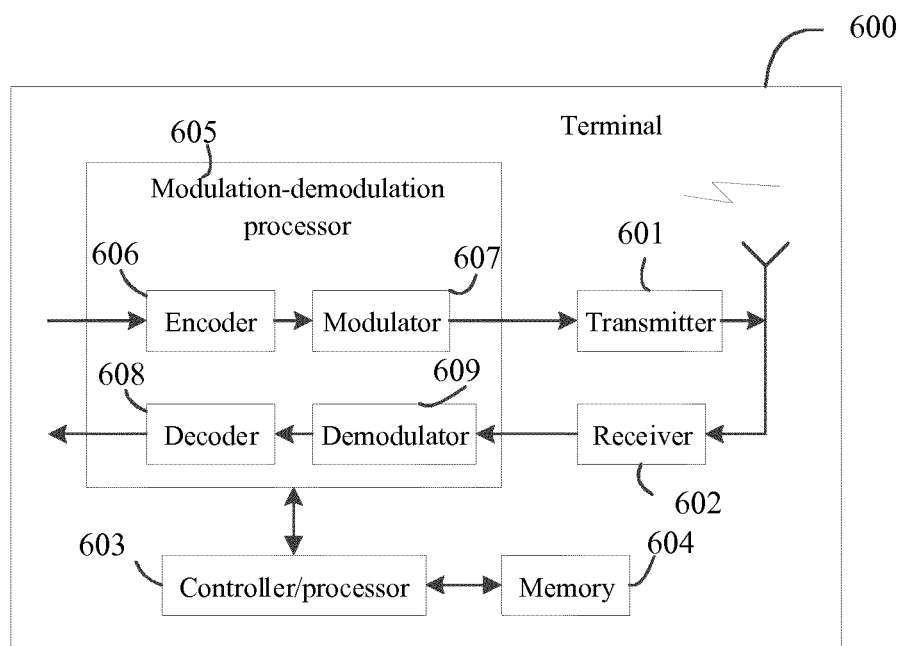 600
Terminal
605
Modulation-demodulation
processor
606
607
601
Encoder
Modulator
Transmitter
608
609
Decoder
Demodulator
Receiver
602
603
604
Controller/processor
Memory